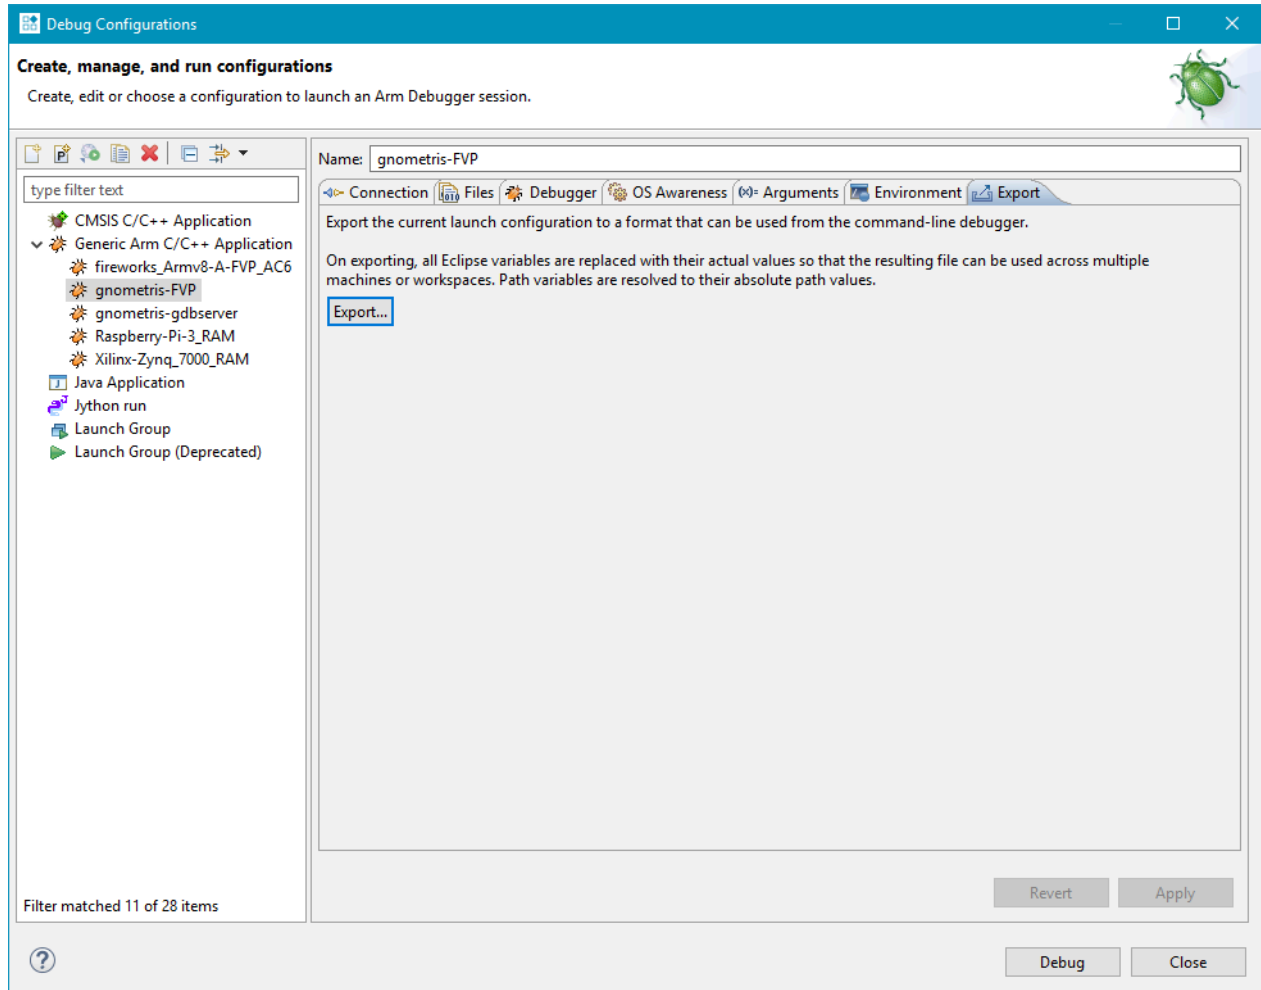 Debug Configurations
Create, manage, and run configurations
Create, edit or choose a configuration to launch an Arm Debugger session.
type filter text
CMSIS C/C++ Application
Generic Arm C/C++ Application
fireworks_Armv8-A-FVP_AC6
gnometris-FVP
gnometris-gdbserver
Raspberry-Pi-3_RAM
Xilinx-Zynq_7000_RAM
Java Application
Jython run
Launch Group
Launch Group (Deprecated)
Filter matched 11 of 28 items
Name: gnometris-FVP
Connection Files Debugger OS Awareness (x)= Arguments Environment Export
Export the current launch configuration to a format that can be used from the command-line debugger.
On exporting, all Eclipse variables are replaced with their actual values so that the resulting file can be used across multiple
machines or workspaces. Path variables are resolved to their absolute path values.
Export...
Revert Apply
Debug Close